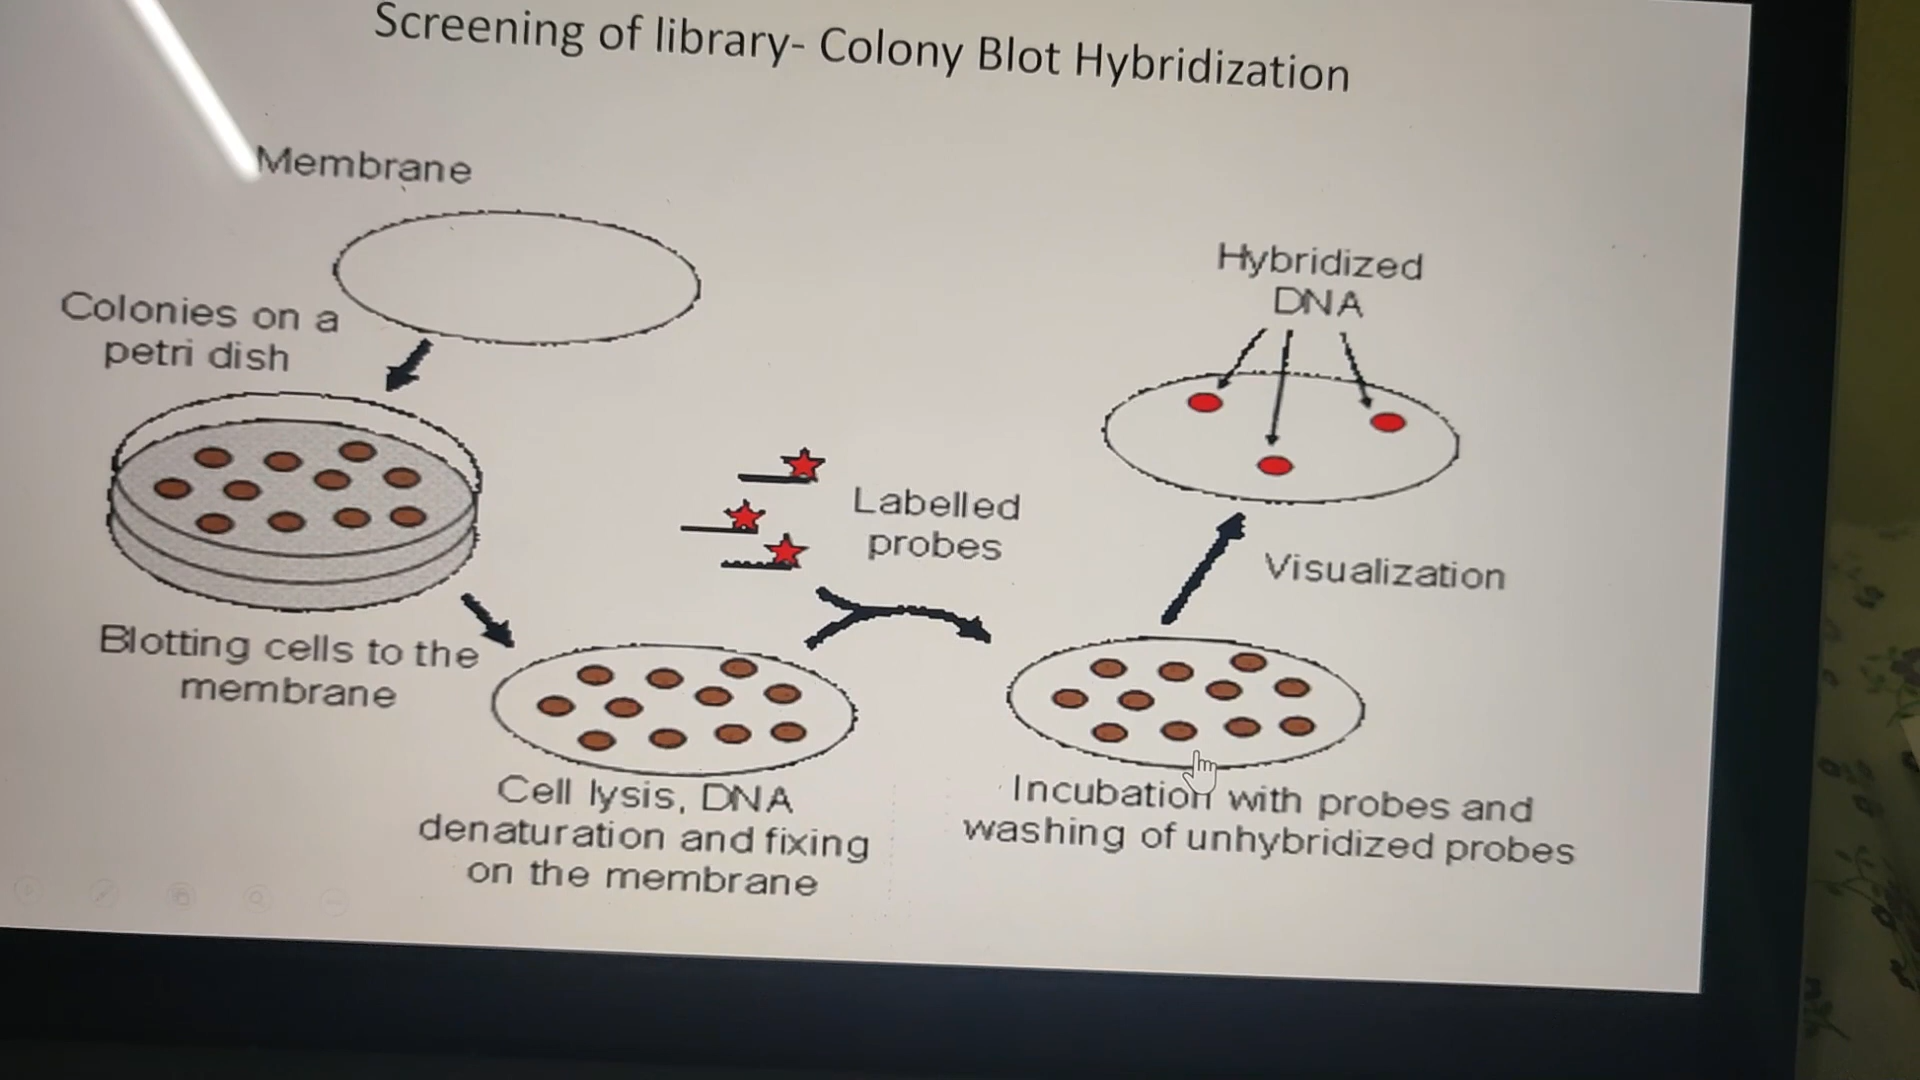 Screening of library- Colony Blot Hybridization
Membrane
Colonies on a
petri dish
Blotting cells to the
membrane
Cell lysis, DNA
denaturation and fixing
on the membrane
Labelled
probes
Incubation with probes and
washing of unhybridized probes
Visualization
Hybridized
DNA